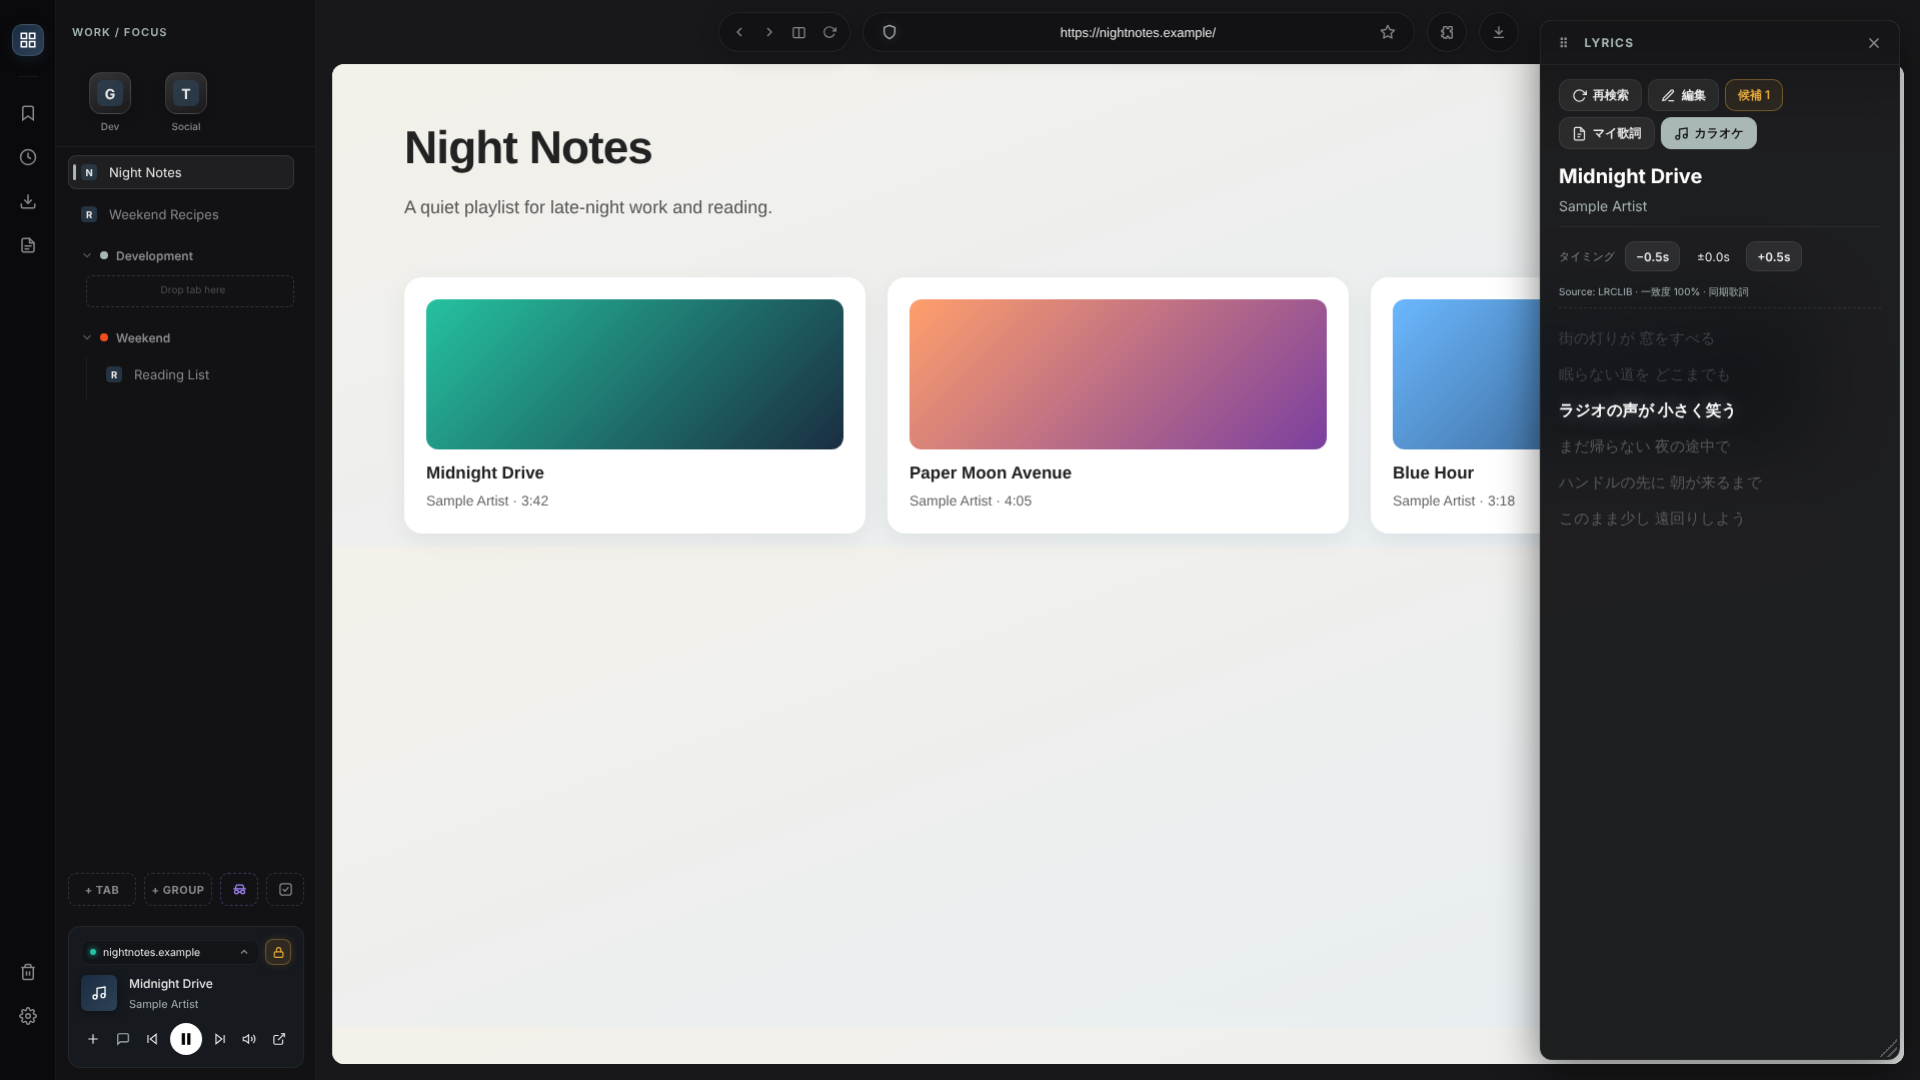 WORK / FOCUS
G
T
Dev
Social
N Night Notes
R Weekend Recipes
Development
Drop tab here
Weekend
R Reading List
+ TAB
+ GROUP
nightnotes.example
Midnight Drive
Sample Artist
https://nightnotes.example/
Night Notes
A quiet playlist for late-night work and reading.
Midnight Drive
Sample Artist · 3:42
Paper Moon Avenue
Sample Artist · 4:05
Blue Hour
Sample Artist · 3:18
LYRICS
再検索
編集
候補 1
マイ歌詞
カラオケ
Midnight Drive
Sample Artist
タイミング −0.5s ±0.0s +0.5s
Source: LRCLIB · 一致度 100% · 同期歌詞
街の灯りが 窓をすべる
眠らない道を どこまでも
ラジオの声が 小さく笑う
まだ帰らない 夜の途中で
ハンドルの先に 朝が来るまで
このまま少し 遠回りしよう